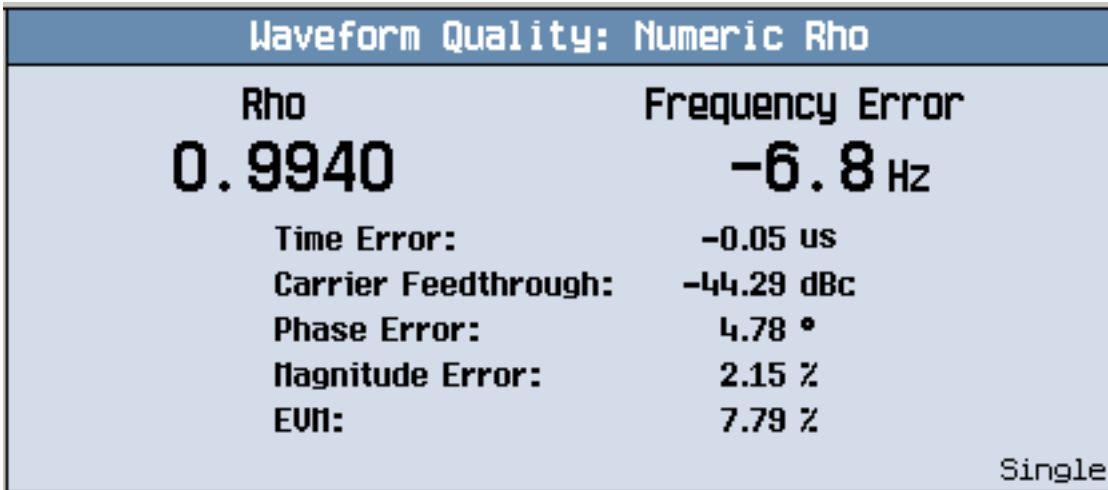 Waveform Quality: Numeric Rho
Rho Frequency Error
0.9940 -6.8 Hz
Time Error: -0.05 us
Carrier Feedthrough: -44.29 dBc
Phase Error: 4.78 °
Magnitude Error: 2.15 %
EVM: 7.79 %
Single